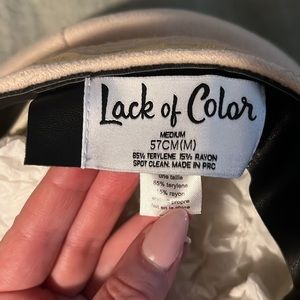 Lack of Color
MEDIUM
57CM(M)
85% TERYLENE 15% RAYON
SPOT CLEAN. MADE IN PRC
une taille
85% terylene
15% rayon
propre